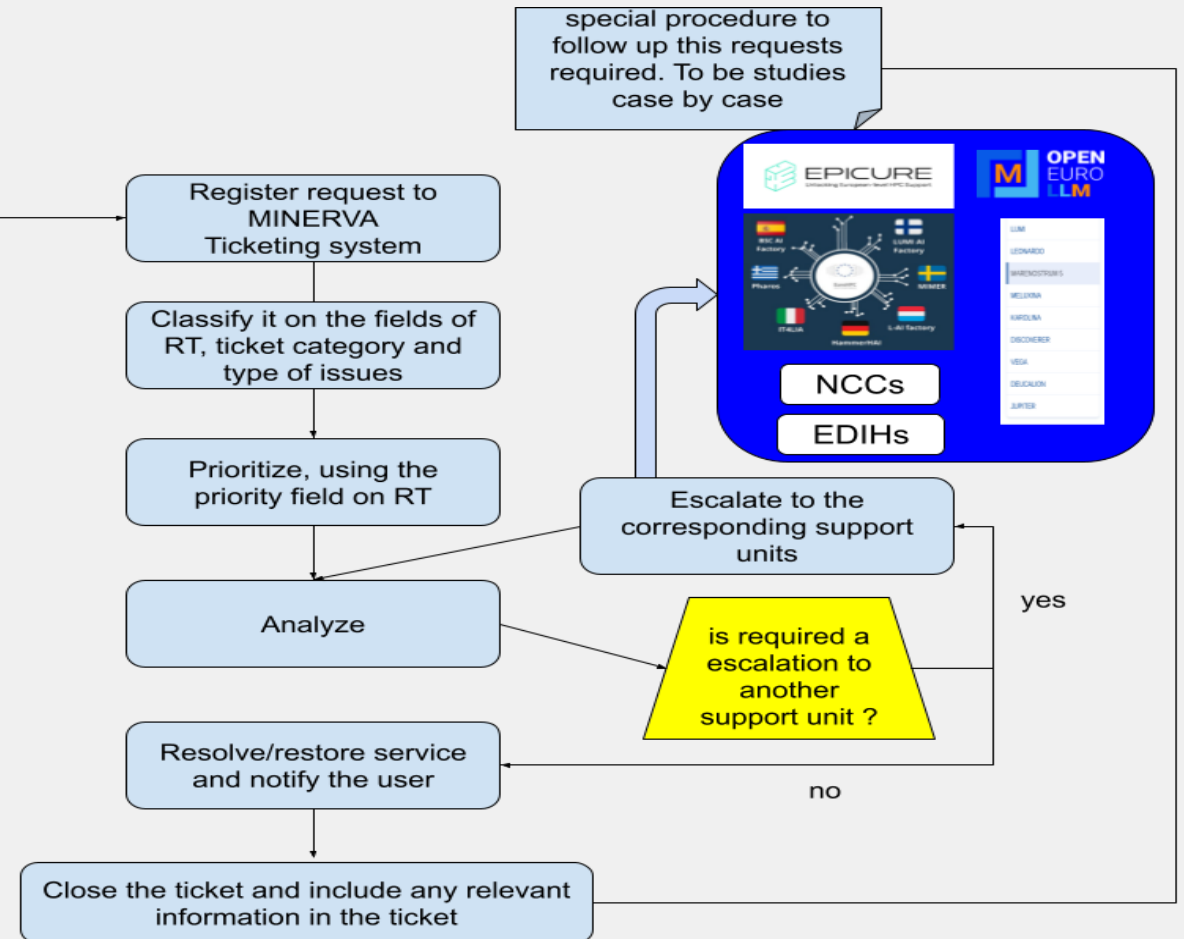 special procedure to
follow up this requests
required. To be studies
case by case
EPICURE
Unlocking European-level HPC Support
OPEN
EURO
LLM
M
BSC AI
Factory
LUMI AI
Factory
Pharos
MIMER
IT4LIA
L-AI factory
HammerHAI
LUMI
LEONARDO
MARENOSTRUM 5
MELUXINA
KAROLINA
DISCOVERER
VEGA
DEUCALION
JUPITER
NCCs
EDIHs
Register request to
MINERVA
Ticketing system
Classify it on the fields of
RT, ticket category and
type of issues
Prioritize, using the
priority field on RT
Escalate to the
corresponding support
units
Analyze
is required a
escalation to
another
support unit ?
yes
no
Resolve/restore service
and notify the user
Close the ticket and include any relevant
information in the ticket